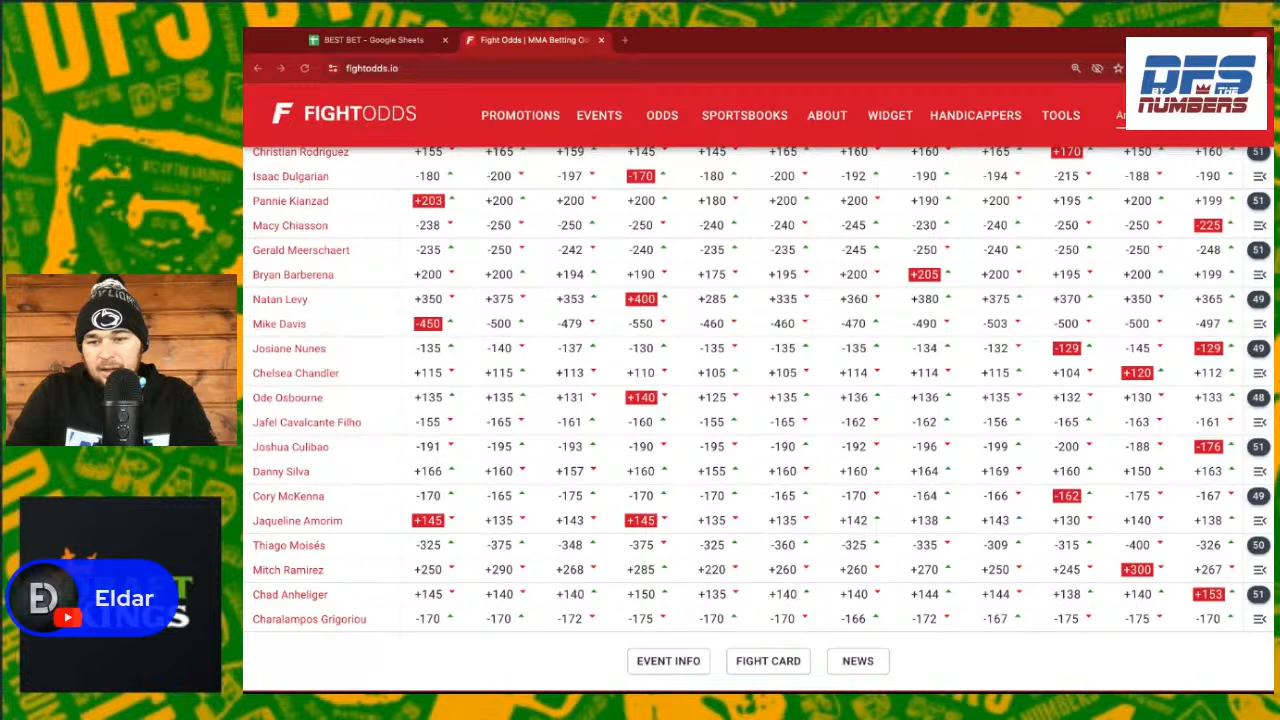 BEST BET - Google Sheets
Fight Odds | MMA Betting O
fightodds.io
DFS
BY THE
NUMBERS
F FIGHTODDS PROMOTIONS EVENTS ODDS SPORTSBOOKS ABOUT WIDGET HANDICAPPERS TOOLS
Christian Rodriguez +155 +165 +159 +145 +145 +165 +160 +160 +165 +170 +150 +160 51
Isaac Dulgarian -180 -200 -197 -170 -180 -200 -192 -190 -194 -215 -188 -190
Pannie Kianzad +203 +200 +200 +200 +180 +200 +200 +190 +200 +195 +200 +199 51
Macy Chiasson -238 -250 -250 -250 -240 -240 -245 -230 -240 -250 -250 -225
Gerald Meerschaert -235 -250 -242 -240 -235 -235 -245 -250 -240 -250 -250 -248 51
Bryan Barberena +200 +200 +194 +190 +175 +195 +200 +205 +200 +195 +200 +199
Natan Levy +350 +375 +353 +400 +285 +335 +360 +380 +375 +370 +350 +365 49
Mike Davis -450 -500 -479 -550 -460 -460 -470 -490 -503 -500 -500 -497
Josiane Nunes -135 -140 -137 -130 -135 -135 -135 -134 -132 -129 -145 -129 49
Chelsea Chandler +115 +115 +113 +110 +105 +105 +114 +114 +115 +104 +120 +112
Ode Osbourne +135 +135 +131 +140 +125 +135 +136 +136 +135 +132 +130 +133 48
Jafel Cavalcante Filho -155 -165 -161 -160 -155 -165 -162 -162 -156 -165 -163 -161
Joshua Culibao -191 -195 -193 -190 -195 -190 -192 -196 -199 -200 -188 -176 51
Danny Silva +166 +160 +157 +160 +155 +160 +160 +164 +169 +160 +150 +163
Cory McKenna -170 -165 -175 -170 -170 -165 -170 -164 -166 -162 -175 -167 49
Jaqueline Amorim +145 +135 +143 +145 +135 +135 +142 +138 +143 +130 +140 +138
Thiago Moisés -325 -375 -348 -375 -325 -360 -325 -335 -309 -315 -400 -326 50
Mitch Ramirez +250 +290 +268 +285 +220 +260 +260 +270 +250 +245 +300 +267
Chad Anheliger +145 +140 +140 +150 +135 +140 +140 +144 +144 +138 +140 +153 51
Charalampos Grigoriou -170 -170 -172 -175 -170 -170 -166 -172 -167 -175 -175 -170
EVENT INFO FIGHT CARD NEWS
Eldar